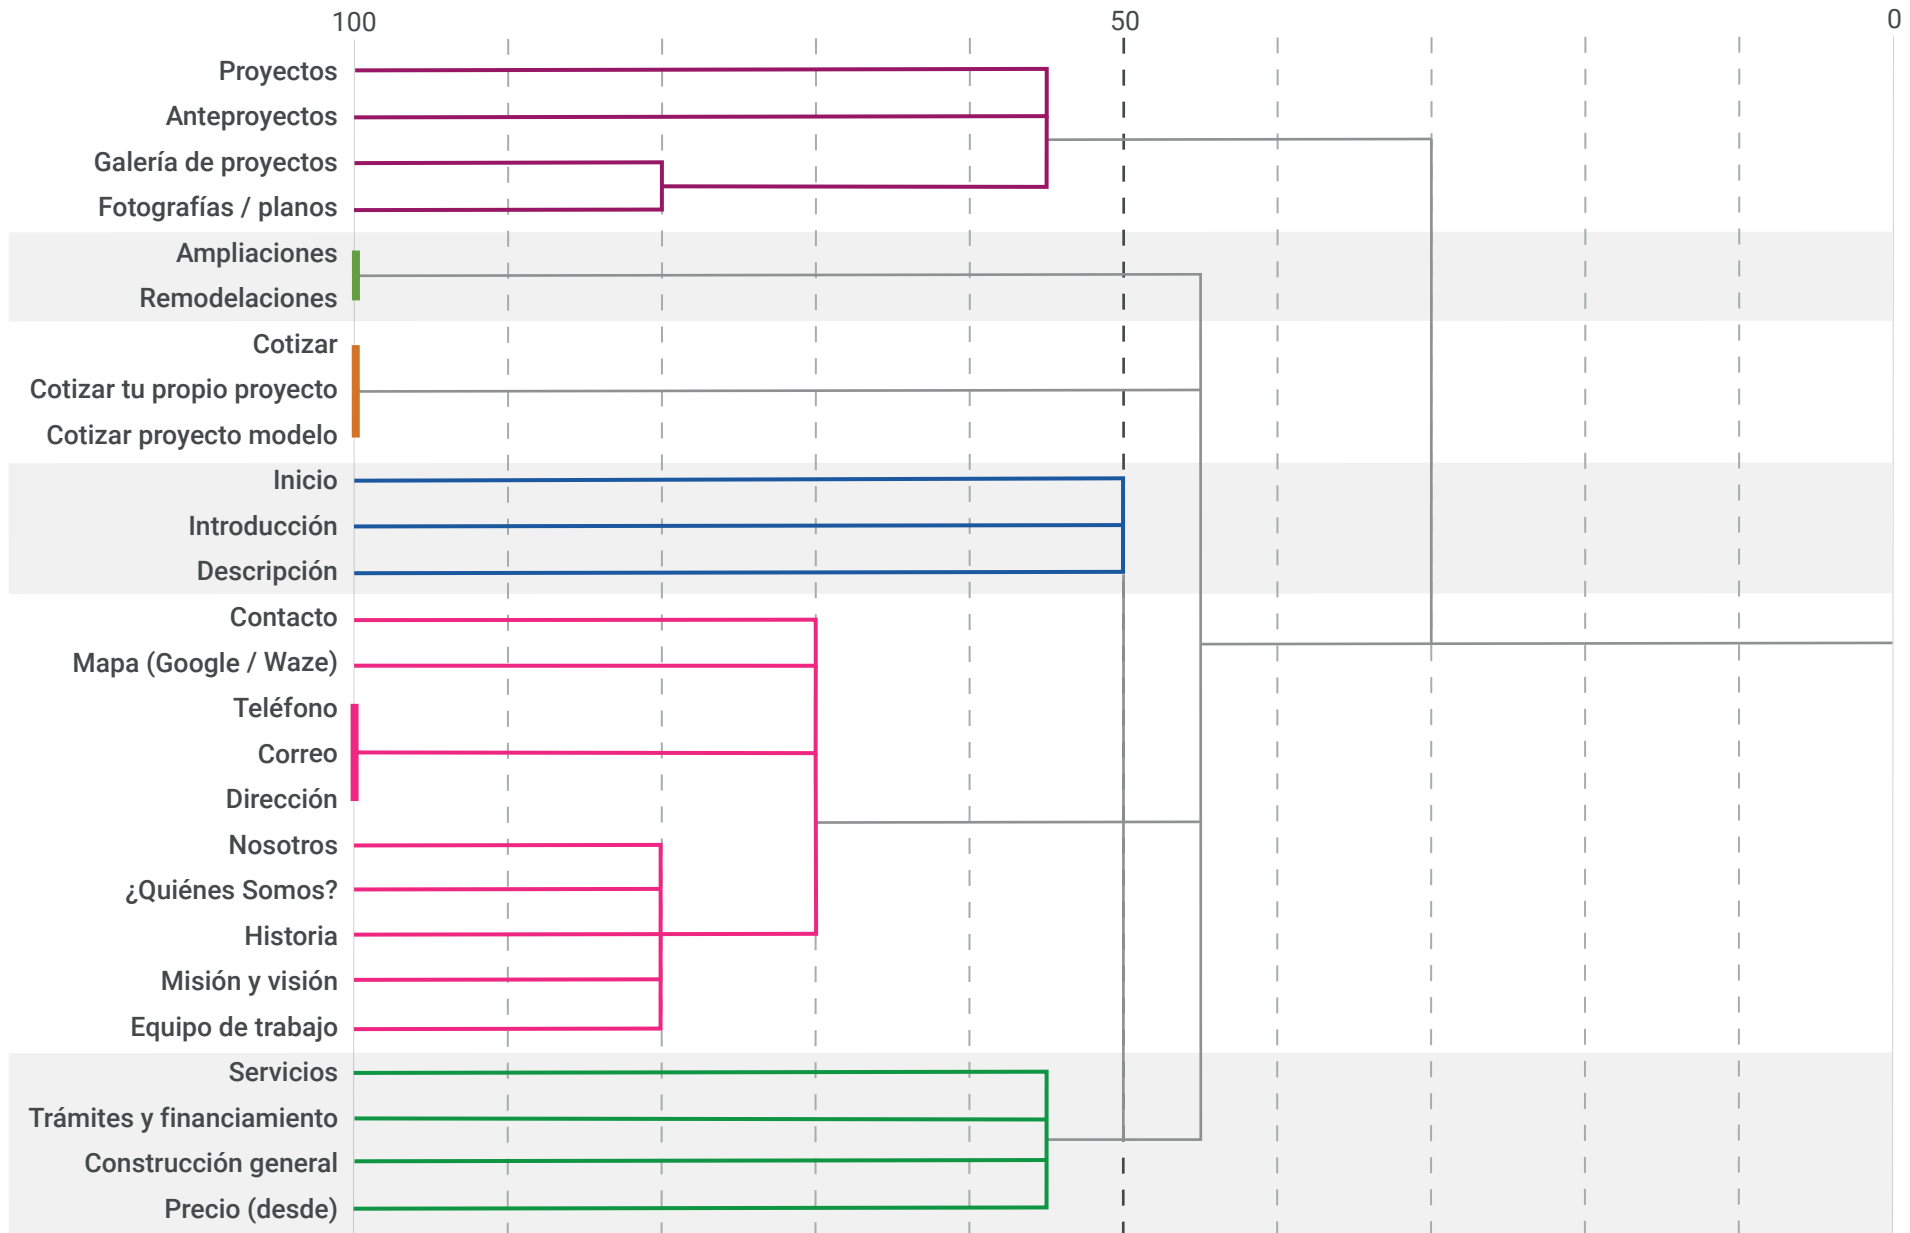 100 50 0
Proyectos
Anteproyectos
Galería de proyectos
Fotografías / planos
Ampliaciones
Remodelaciones
Cotizar
Cotizar tu propio proyecto
Cotizar proyecto modelo
Inicio
Introducción
Descripción
Contacto
Mapa (Google / Waze)
Teléfono
Correo
Dirección
Nosotros
¿Quiénes Somos?
Historia
Misión y visión
Equipo de trabajo
Servicios
Trámites y financiamiento
Construcción general
Precio (desde)